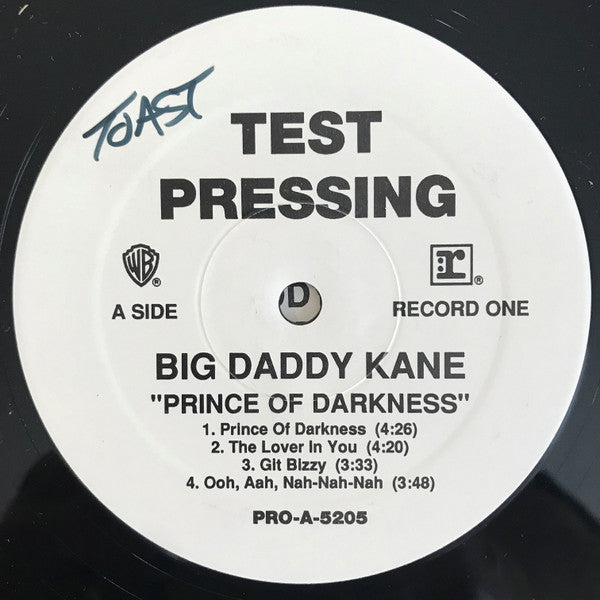 TOAST
TEST
PRESSING
WB ®
r ®
A SIDE
D
RECORD ONE
BIG DADDY KANE
"PRINCE OF DARKNESS"
1. Prince Of Darkness (4:26)
2. The Lover In You (4:20)
3. Git Bizzy (3:33)
4. Ooh, Aah, Nah-Nah-Nah (3:48)
PRO-A-5205